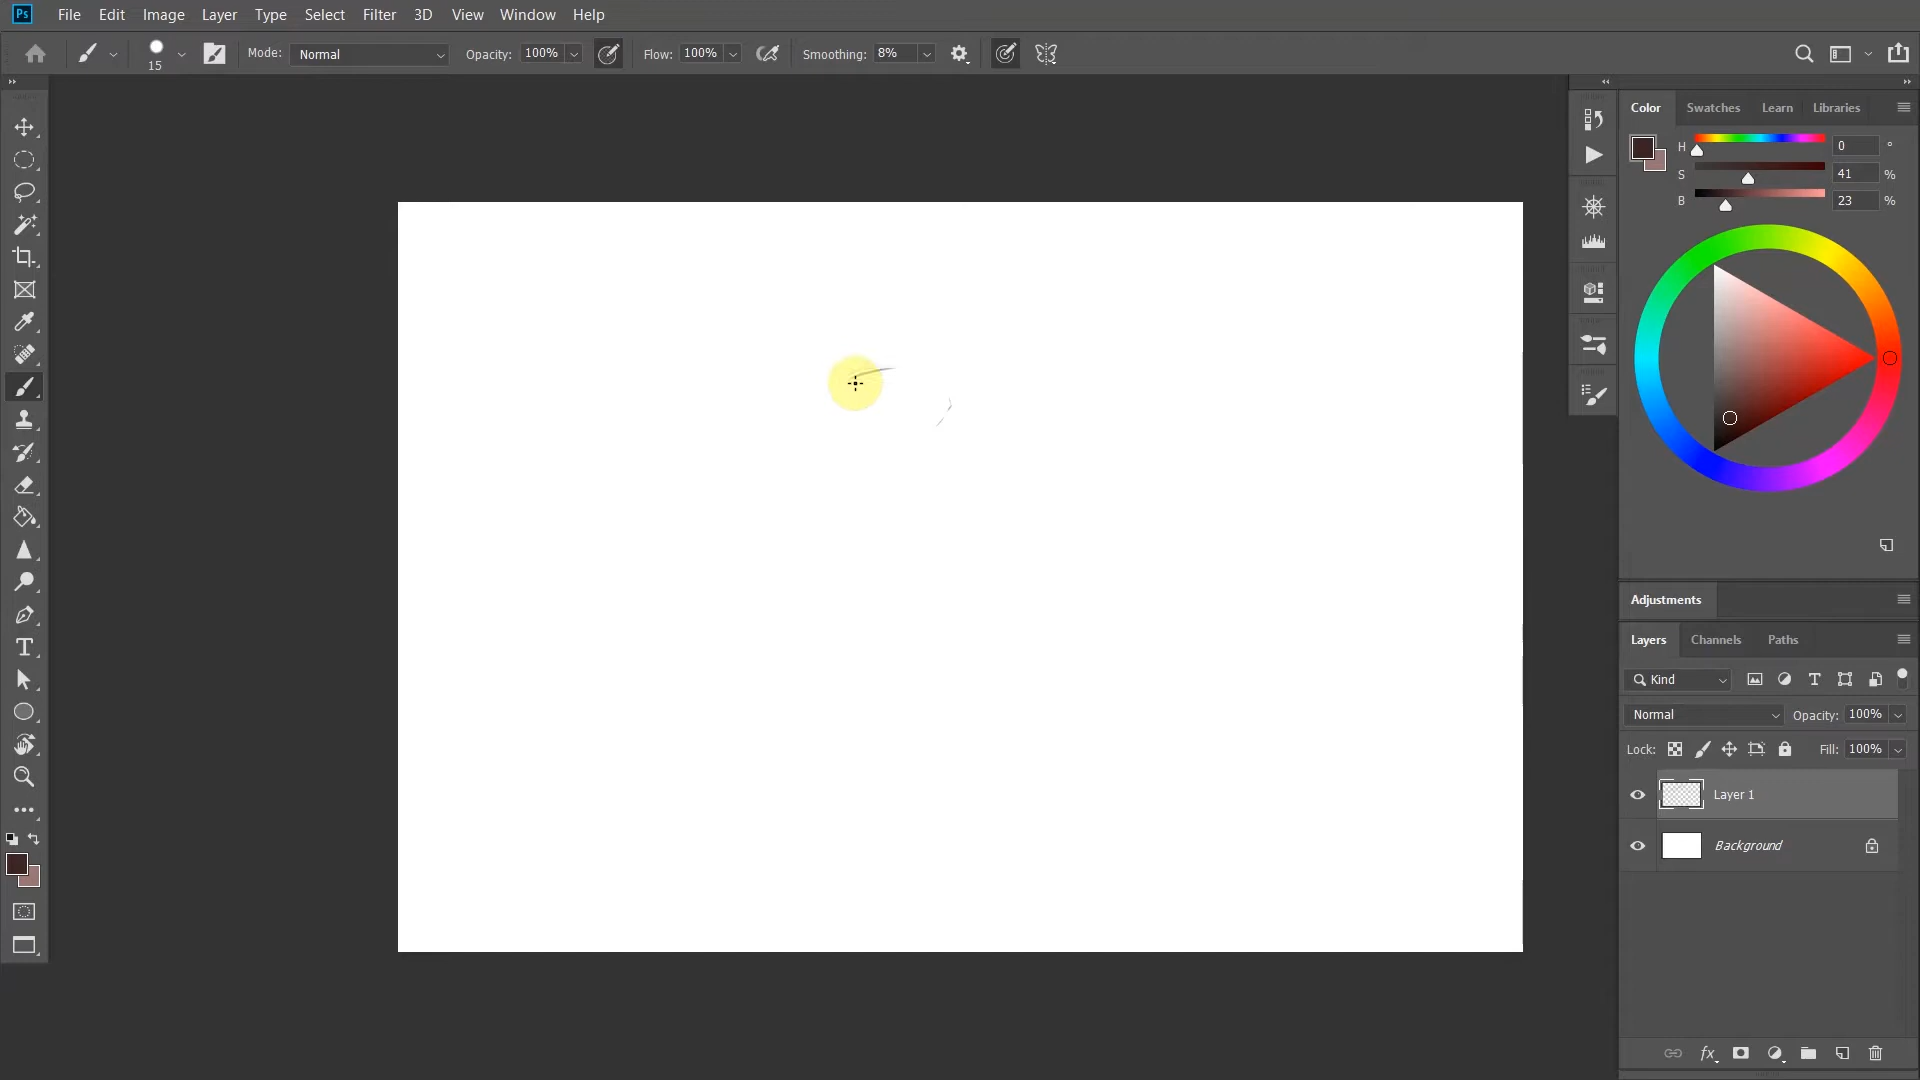 Ps File Edit Image Layer Type Select Filter 3D View Window Help
15 Mode: Normal Opacity: 100% Flow: 100% Smoothing: 8%
Color Swatches Learn Libraries
H 0 °
S 41 %
B 23 %
Adjustments
Layers Channels Paths
Kind
Normal Opacity: 100%
Lock: Fill: 100%
Layer 1
Background